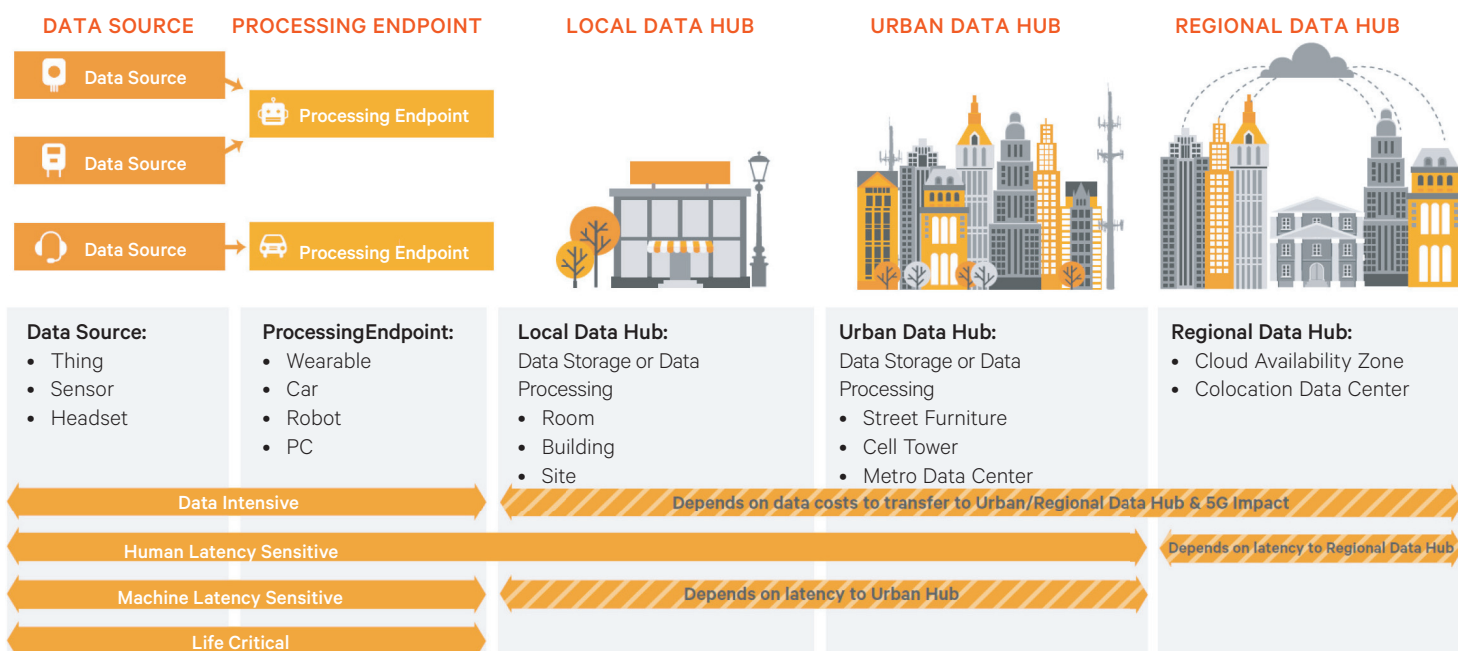 DATA SOURCE
PROCESSING ENDPOINT
LOCAL DATA HUB
URBAN DATA HUB
REGIONAL DATA HUB
Data Source
Processing Endpoint
Data Source
Data Source
Processing Endpoint
Data Source:
• Thing
• Sensor
• Headset
ProcessingEndpoint:
• Wearable
• Car
• Robot
• PC
Local Data Hub:
Data Storage or Data
Processing
• Room
• Building
• Site
Urban Data Hub:
Data Storage or Data
Processing
• Street Furniture
• Cell Tower
• Metro Data Center
Regional Data Hub:
• Cloud Availability Zone
• Colocation Data Center
Data Intensive
Depends on data costs to transfer to Urban/Regional Data Hub & 5G Impact
Human Latency Sensitive
Depends on latency to Regional Data Hub
Machine Latency Sensitive
Depends on latency to Urban Hub
Life Critical